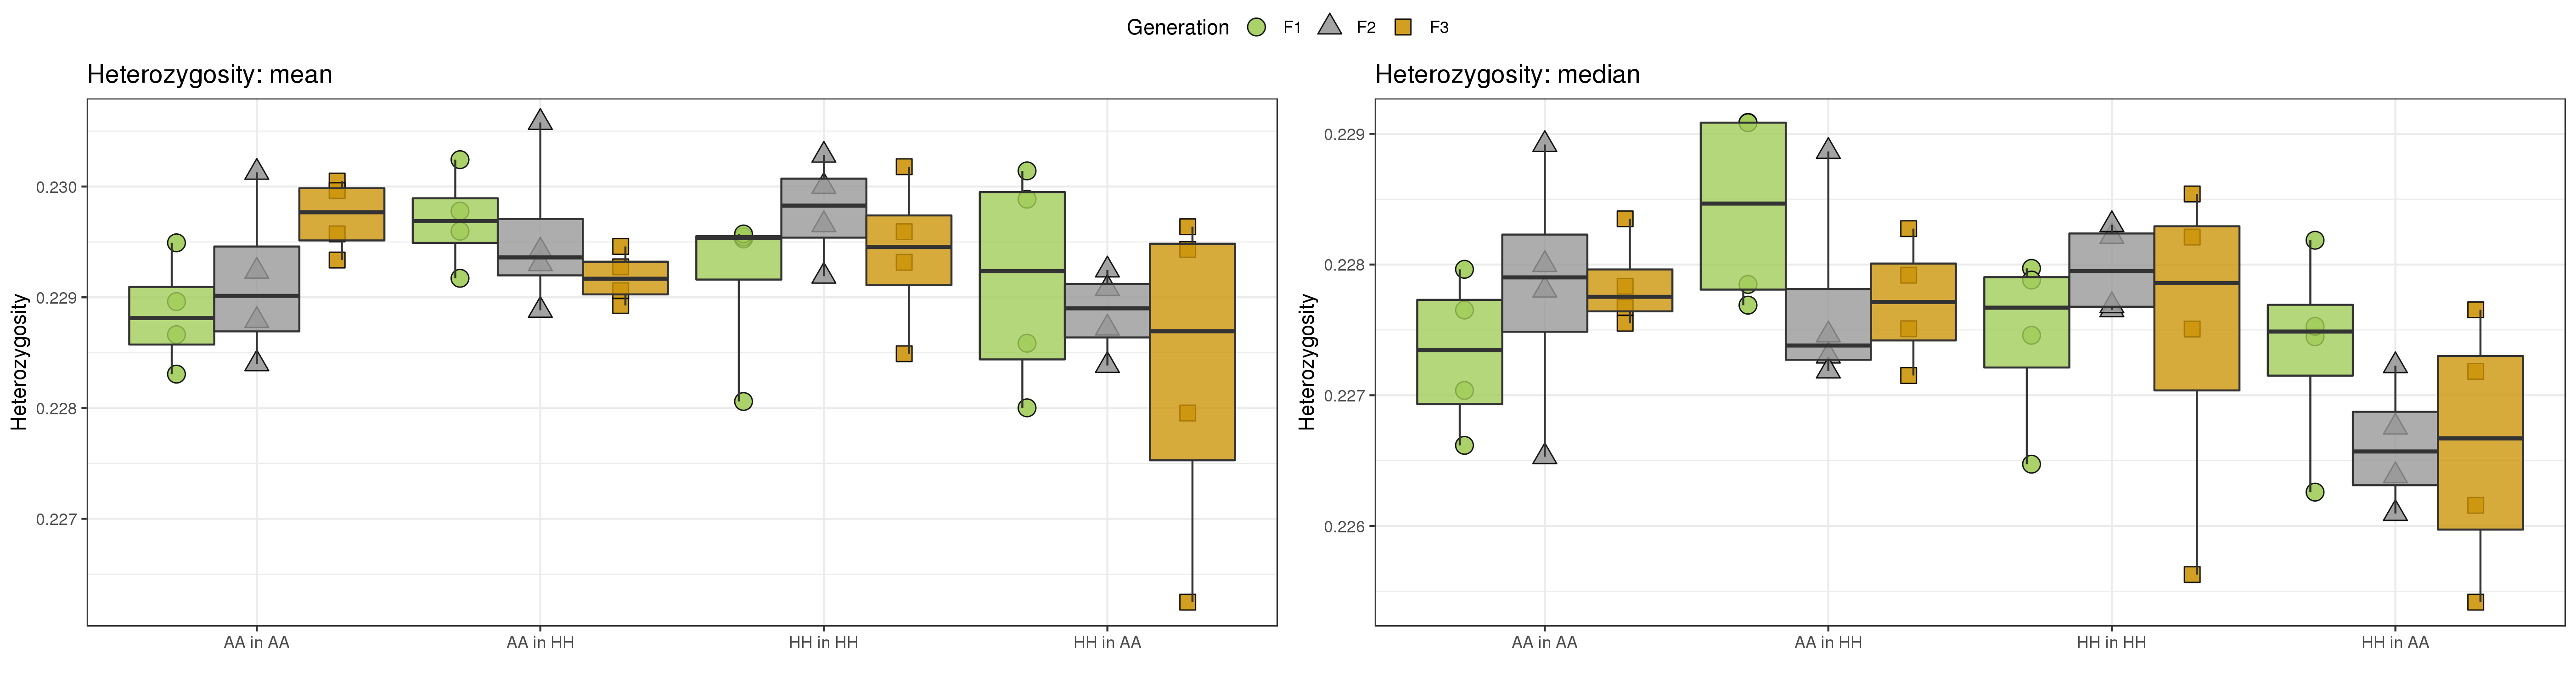 Generation F1 F2 F3
Heterozygosity: mean
Heterozygosity
0.230
0.229
0.228
0.227
AA in AA AA in HH HH in HH HH in AA
Heterozygosity: median
Heterozygosity
0.229
0.228
0.227
0.226
AA in AA AA in HH HH in HH HH in AA